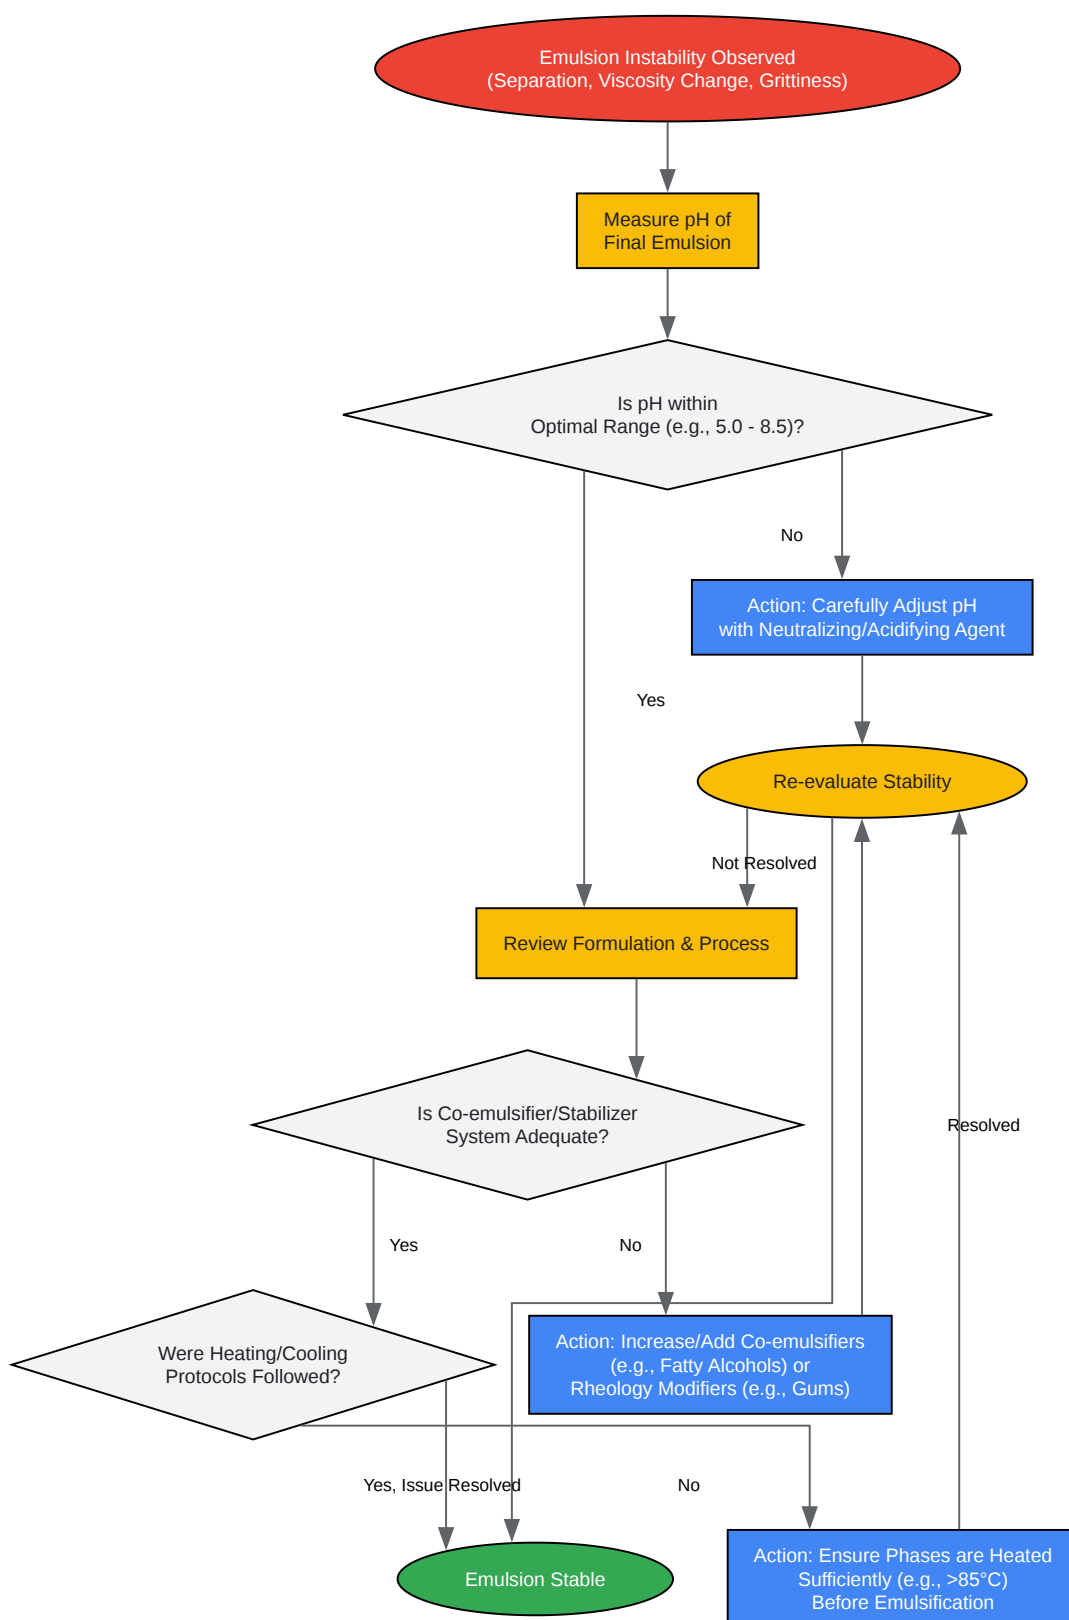 Emulsion Instability Observed
(Separation, Viscosity Change, Grittiness)
Measure pH of
Final Emulsion
Is pH within
Optimal Range (e.g., 5.0 - 8.5)?
No
Action: Carefully Adjust pH
with Neutralizing/Acidifying Agent
Yes
Re-evaluate Stability
Not Resolved
Review Formulation & Process
Is Co-emulsifier/Stabilizer
System Adequate?
Resolved
Yes
No
Were Heating/Cooling
Protocols Followed?
Action: Increase/Add Co-emulsifiers
(e.g., Fatty Alcohols) or
Rheology Modifiers (e.g., Gums)
Yes, Issue Resolved
No
Emulsion Stable
Action: Ensure Phases are Heated
Sufficiently (e.g., >85°C)
Before Emulsification